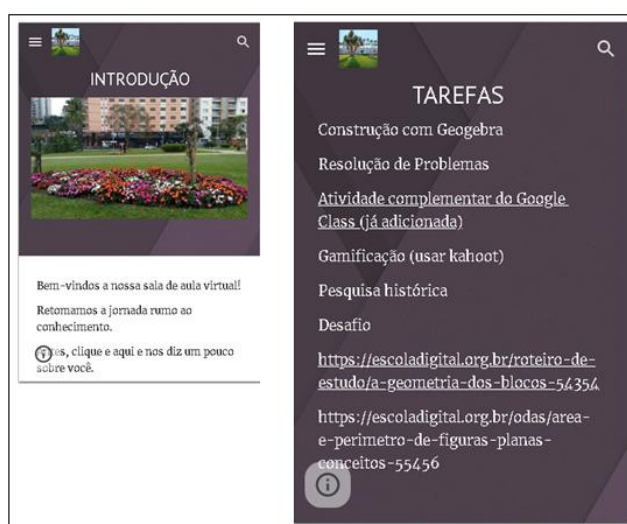 INTRODUÇÃO
Bem-vindos a nossa sala de aula virtual!
Retomamos a jornada rumo ao
conhecimento.
clique e aqui e nos diz um pouco
sobre você.
TAREFAS
Construção com Geogebra
Resolução de Problemas
Atividade complementar do Google
Class (já adicionada)
Gamificação (usar kahoot)
Pesquisa histórica
Desafio
https://escoladigital.org.br/roteiro-de-
estudo/a-geometria-dos-blocos-54354
https://escoladigital.org.br/odas/area-
e-perimetro-de-figuras-planas-
conceitos-55456